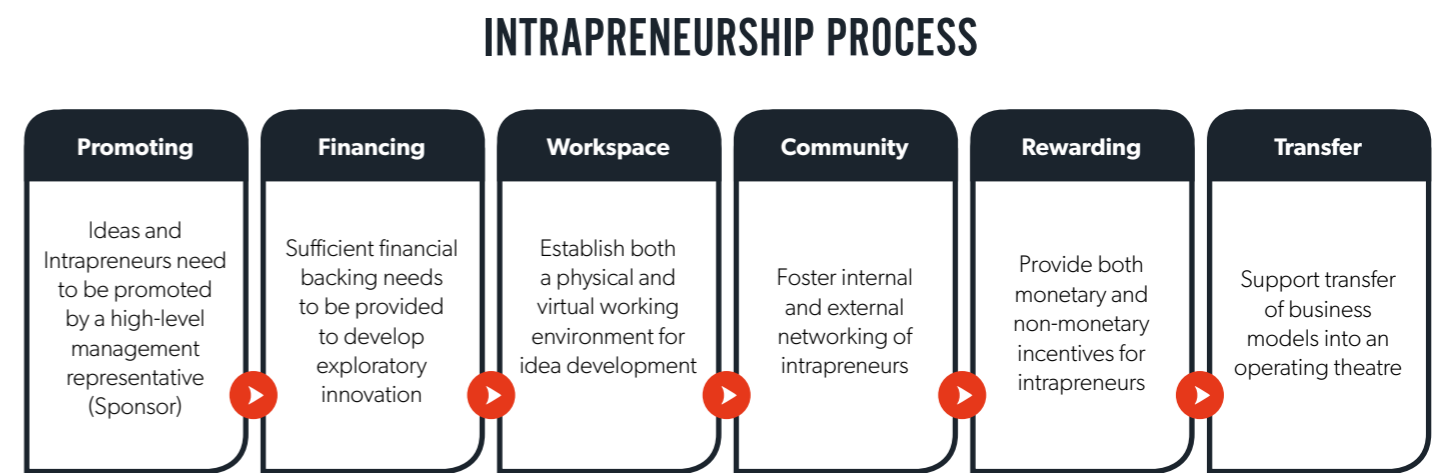 INTRAPRENEURSHIP PROCESS
Promoting
Ideas and
Intrapreneurs need
to be promoted
by a high-level
management
representative
(Sponsor)
Financing
Sufficient financial
backing needs
to be provided
to develop
exploratory
innovation
Workspace
Establish both
a physical and
virtual working
environment for
idea development
Community
Foster internal
and external
networking of
intrapreneurs
Rewarding
Provide both
monetary and
non-monetary
incentives for
intrapreneurs
Transfer
Support transfer
of business
models into an
operating theatre